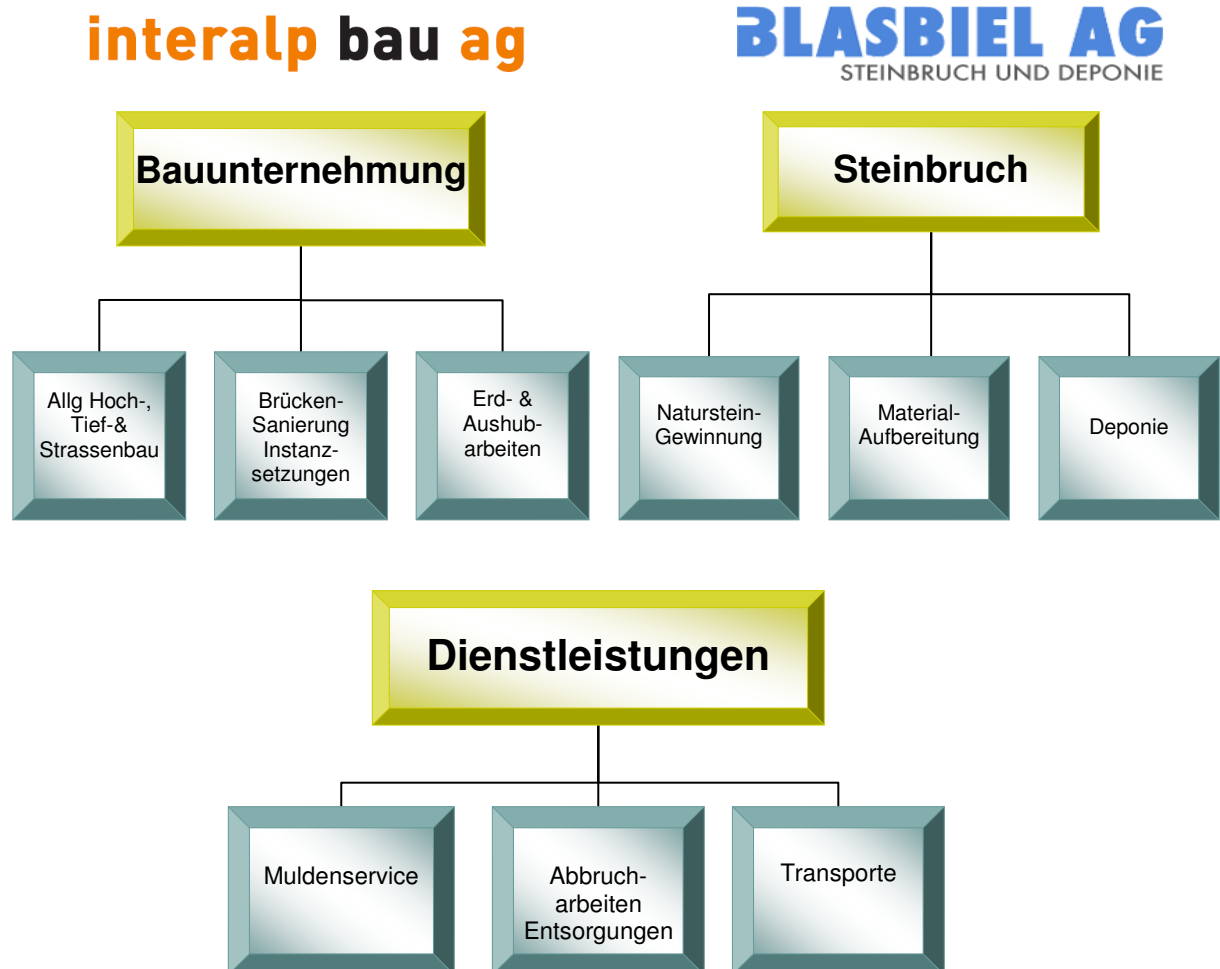 interalp bau ag
BLASBIEL AG
STEINBRUCH UND DEPONIE
Bauunternehmung
Steinbruch
Allg Hoch-,
Tief-&
Strassenbau
Brücken-
Sanierung
Instanz-
setzungen
Erd- &
Aushub-
arbeiten
Naturstein-
Gewinnung
Material-
Aufbereitung
Deponie
Dienstleistungen
Muldenservice
Abbruch-
arbeiten
Entsorgungen
Transporte